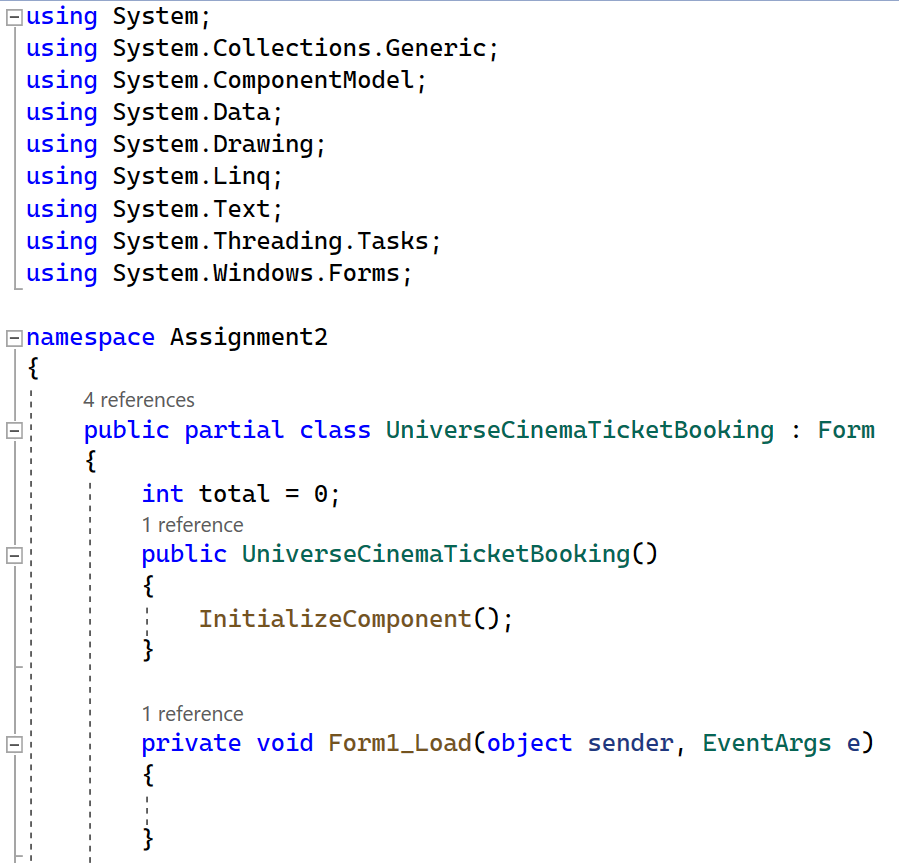 using System;
using System.Collections.Generic;
using System.ComponentModel;
using System.Data;
using System.Drawing;
using System.Linq;
using System.Text;
using System.Threading.Tasks;
using System.Windows.Forms;
namespace Assignment2
{
4 references
public partial class UniverseCinemaTicketBooking : Form
{
int total = 0;
1 reference
public UniverseCinemaTicketBooking()
{
InitializeComponent();
}
1 reference
private void Form1_Load(object sender, EventArgs e)
{
}